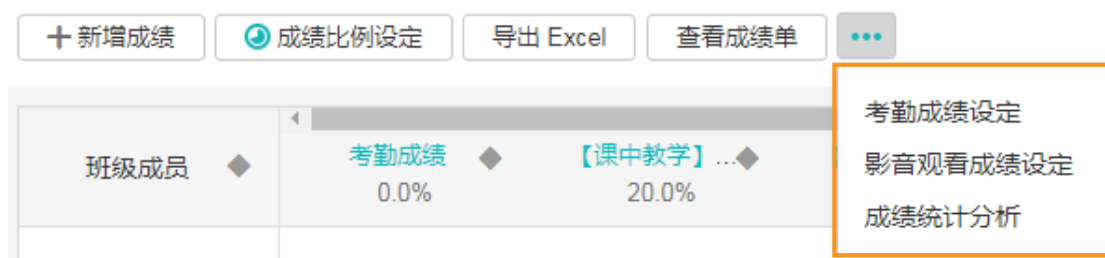 新增成绩 成绩比例设定 导出 Excel 查看成绩单
考勤成绩设定
影音观看成绩设定
成绩统计分析
班级成员 考勤成绩 【课中教学】...
0.0% 20.0%